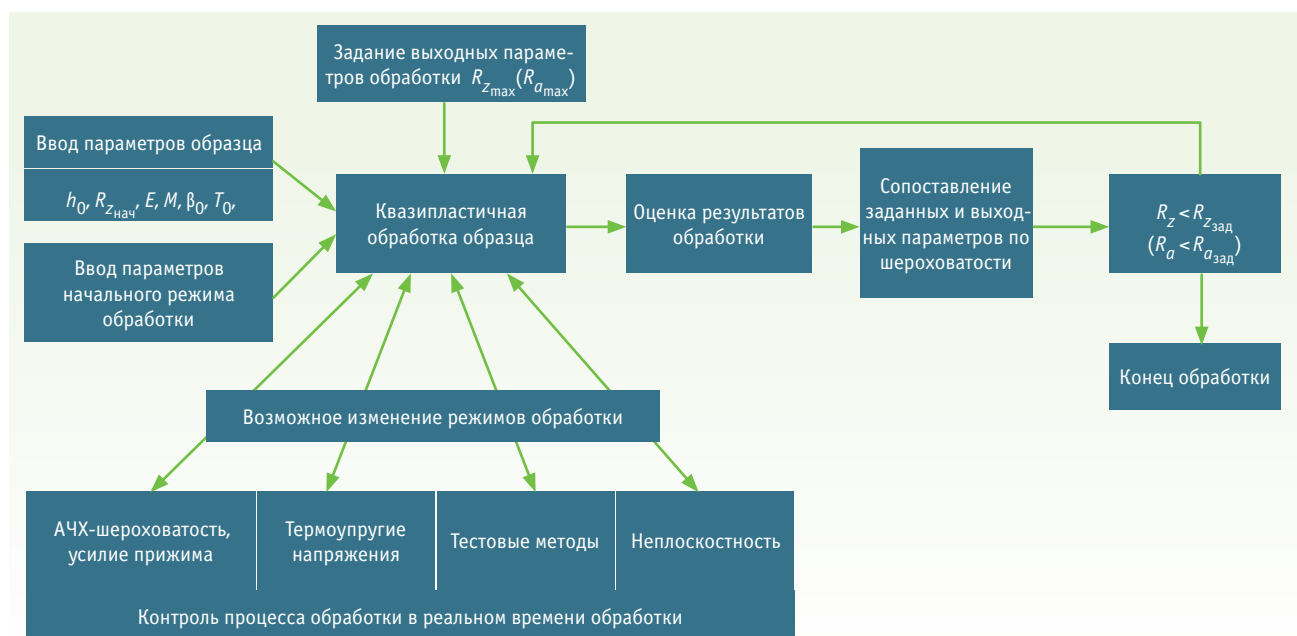 Задание выходных параме-
тров обработки Rzmax(Ramax)
Ввод параметров образца
h0, Rzнач, E, M, β0, T0,
Ввод параметров
начального режима
обработки
Квазипластичная
обработка образца
Оценка результатов
обработки
Сопоставление
заданных и выход-
ных параметров по
шероховатости
Rz < Rzзад
(Ra < Raзад)
Конец обработки
Возможное изменение режимов обработки
АЧХ-шероховатость,
усилие прижима
Термоупругие
напряжения
Тестовые методы
Неплоскостность
Контроль процесса обработки в реальном времени обработки